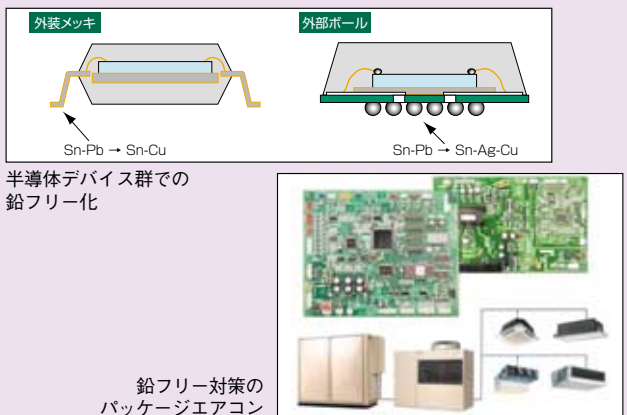 外装メッキ
外部ボール
Sn-Pb → Sn-Cu
Sn-Pb → Sn-Ag-Cu
半導体デバイス群での
鉛フリー化
鉛フリー対策の
パッケージエアコン